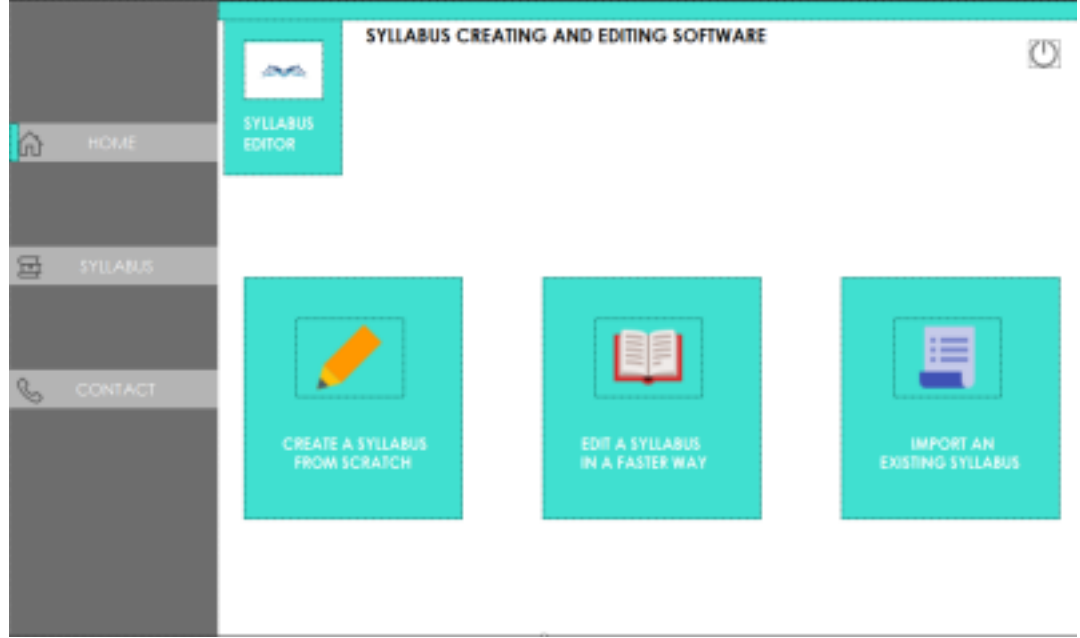 SYLLABUS CREATING AND EDITING SOFTWARE
SYLLABUS
EDITOR
HOME
SYLLABUS
CONTACT
CREATE A SYLLABUS
FROM SCRATCH
EDIT A SYLLABUS
IN A FASTER WAY
IMPORT AN
EXISTING SYLLABUS